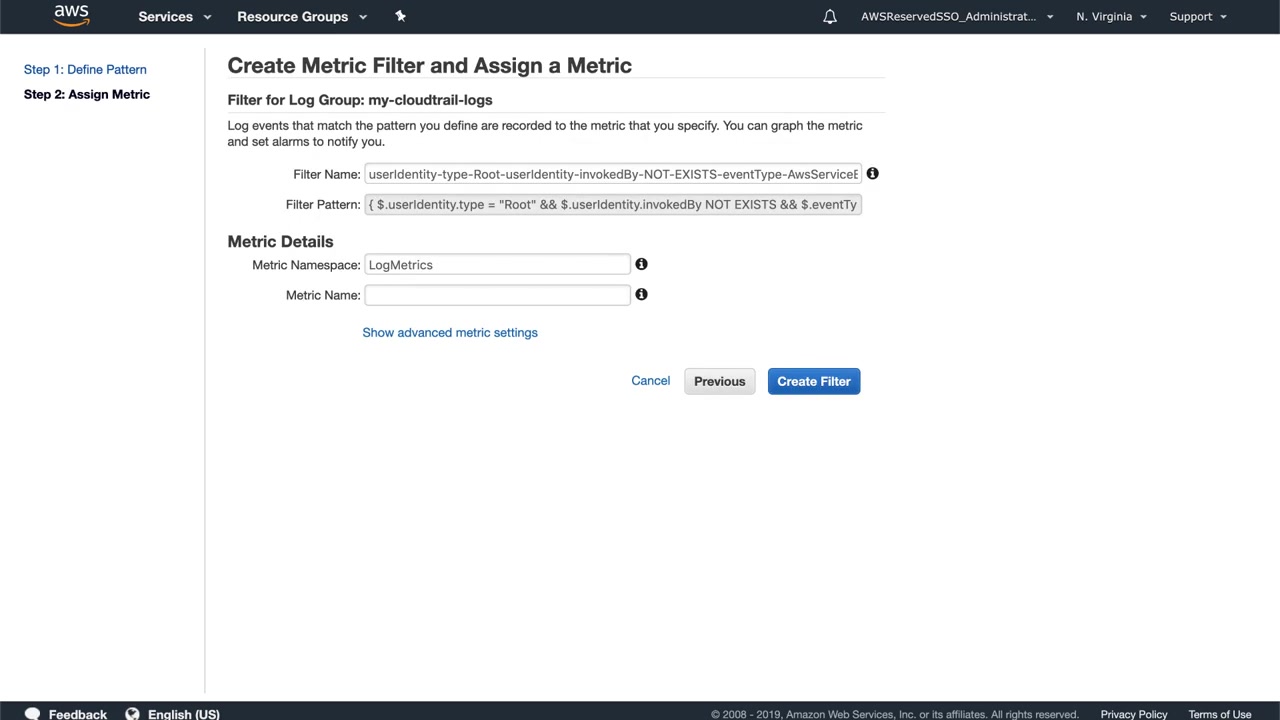 aws Services Resource Groups AWSReservedSSO_Administrat... N. Virginia Support
Step 1: Define Pattern
Step 2: Assign Metric
Create Metric Filter and Assign a Metric
Filter for Log Group: my-cloudtrail-logs
Log events that match the pattern you define are recorded to the metric that you specify. You can graph the metric
and set alarms to notify you.
Filter Name: userIdentity-type-Root-userIdentity-invokedBy-NOT-EXISTS-eventType-AwsServiceE
Filter Pattern: { $.userIdentity.type = "Root" && $.userIdentity.invokedBy NOT EXISTS && $.eventTy
Metric Details
Metric Namespace: LogMetrics
Metric Name:
Show advanced metric settings
Cancel Previous Create Filter
Feedback English (US) © 2008 - 2019, Amazon Web Services, Inc. or its affiliates. All rights reserved. Privacy Policy Terms of Use